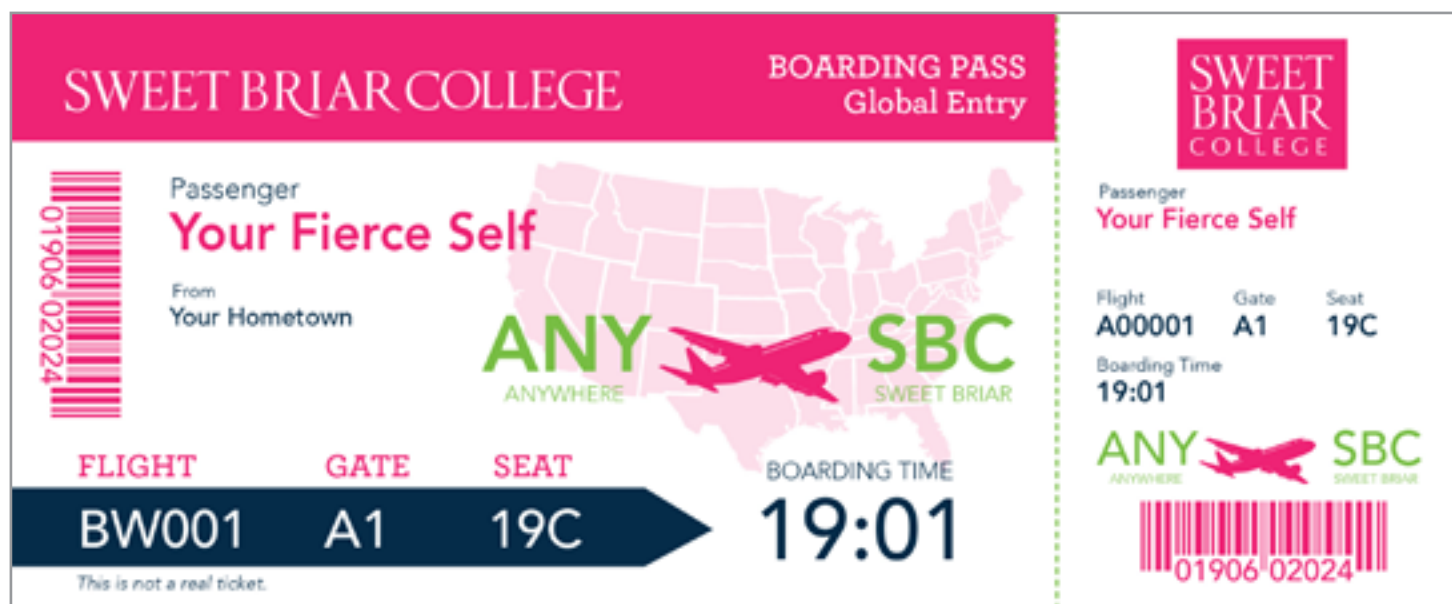 SWEET BRIAR COLLEGE
BOARDING PASS
Global Entry
01906 02024
Passenger
Your Fierce Self
From
Your Hometown
ANY SBC
ANYWHERE SWEET BRIAR
FLIGHT GATE SEAT
BW001 A1 19C
BOARDING TIME
19:01
This is not a real ticket.
SWEET
BRIAR
COLLEGE
Passenger
Your Fierce Self
Flight Gate Seat
A00001 A1 19C
Boarding Time
19:01
ANY SBC
ANYWHERE SWEET BRIAR
01906 02024